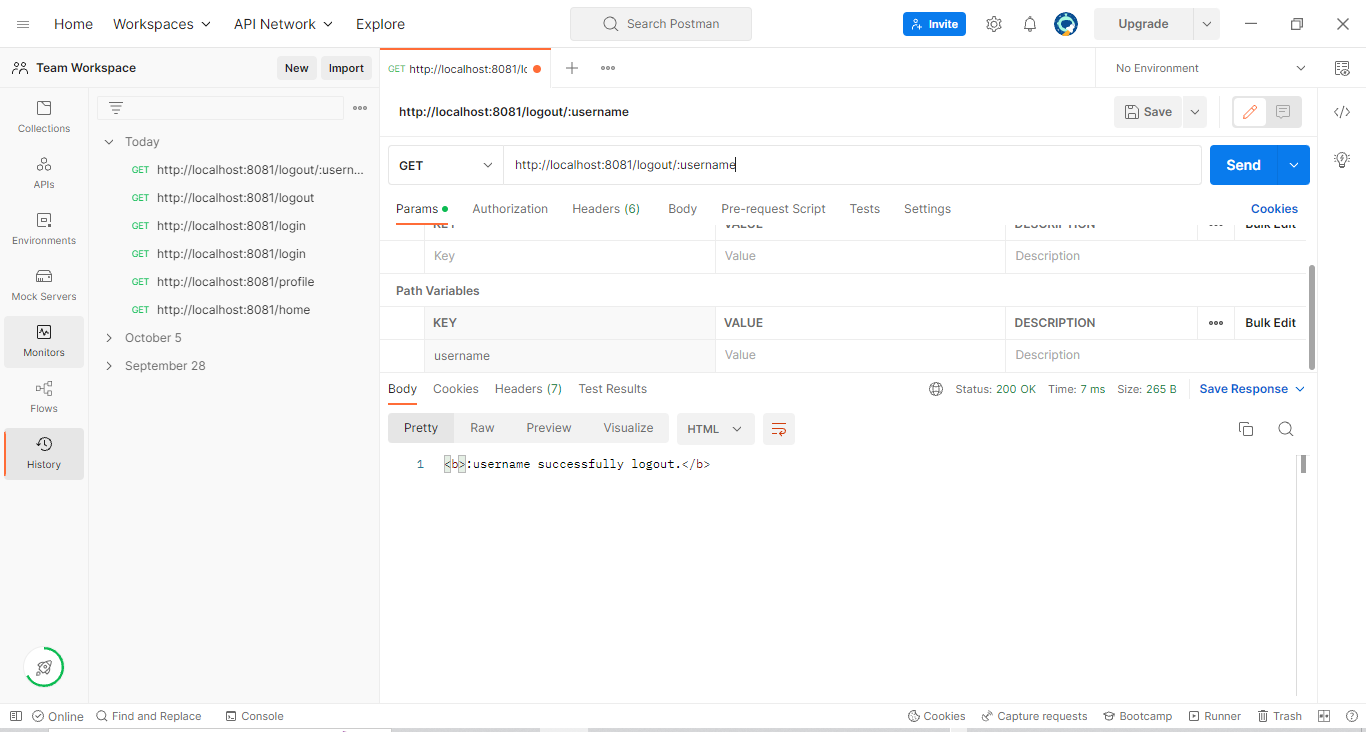 Home Workspaces API Network Explore Search Postman Invite Upgrade
Team Workspace New Import GET http://localhost:8081/lo No Environment
Collections
APIs
Environments
Mock Servers
Monitors
Flows
History
Today
GET http://localhost:8081/logout/:usern...
GET http://localhost:8081/logout
GET http://localhost:8081/login
GET http://localhost:8081/login
GET http://localhost:8081/profile
GET http://localhost:8081/home
October 5
September 28
http://localhost:8081/logout/:username Save
GET http://localhost:8081/logout/:username Send
Params Authorization Headers (6) Body Pre-request Script Tests Settings Cookies
KEY VALUE DESCRIPTION Bulk Edit
Key Value Description
Path Variables
KEY VALUE DESCRIPTION Bulk Edit
username Value Description
Body Cookies Headers (7) Test Results Status: 200 OK Time: 7 ms Size: 265 B Save Response
Pretty Raw Preview Visualize HTML
1 <b>:username successfully logout.</b>
Online Find and Replace Console Cookies Capture requests Bootcamp Runner Trash